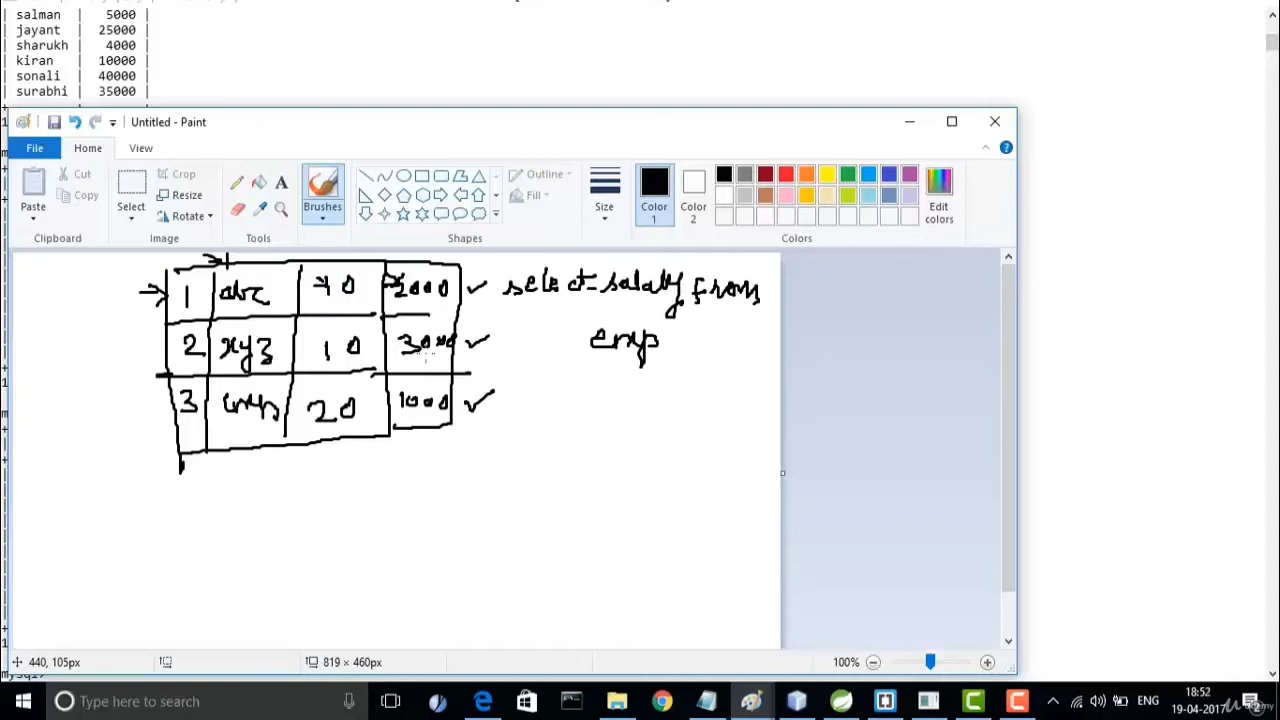 | salman | 5000 |
| jayant | 25000 |
| sharukh | 4000 |
| kiran | 10000 |
| sonali | 40000 |
| surabhi | 35000 |
Untitled - Paint
File Home View
Paste Cut Copy
Select Crop Resize Rotate
Brushes
Outline Fill
Size
Color 1
Color 2
Edit colors
Clipboard Image Tools Shapes Colors
1 abc 10 2000 select salary from
2 xyz 10 3000 emp
3 20 1000
440, 105px 819 × 460px 100%
mysql>
Type here to search ENG 18:52
19-04-2017